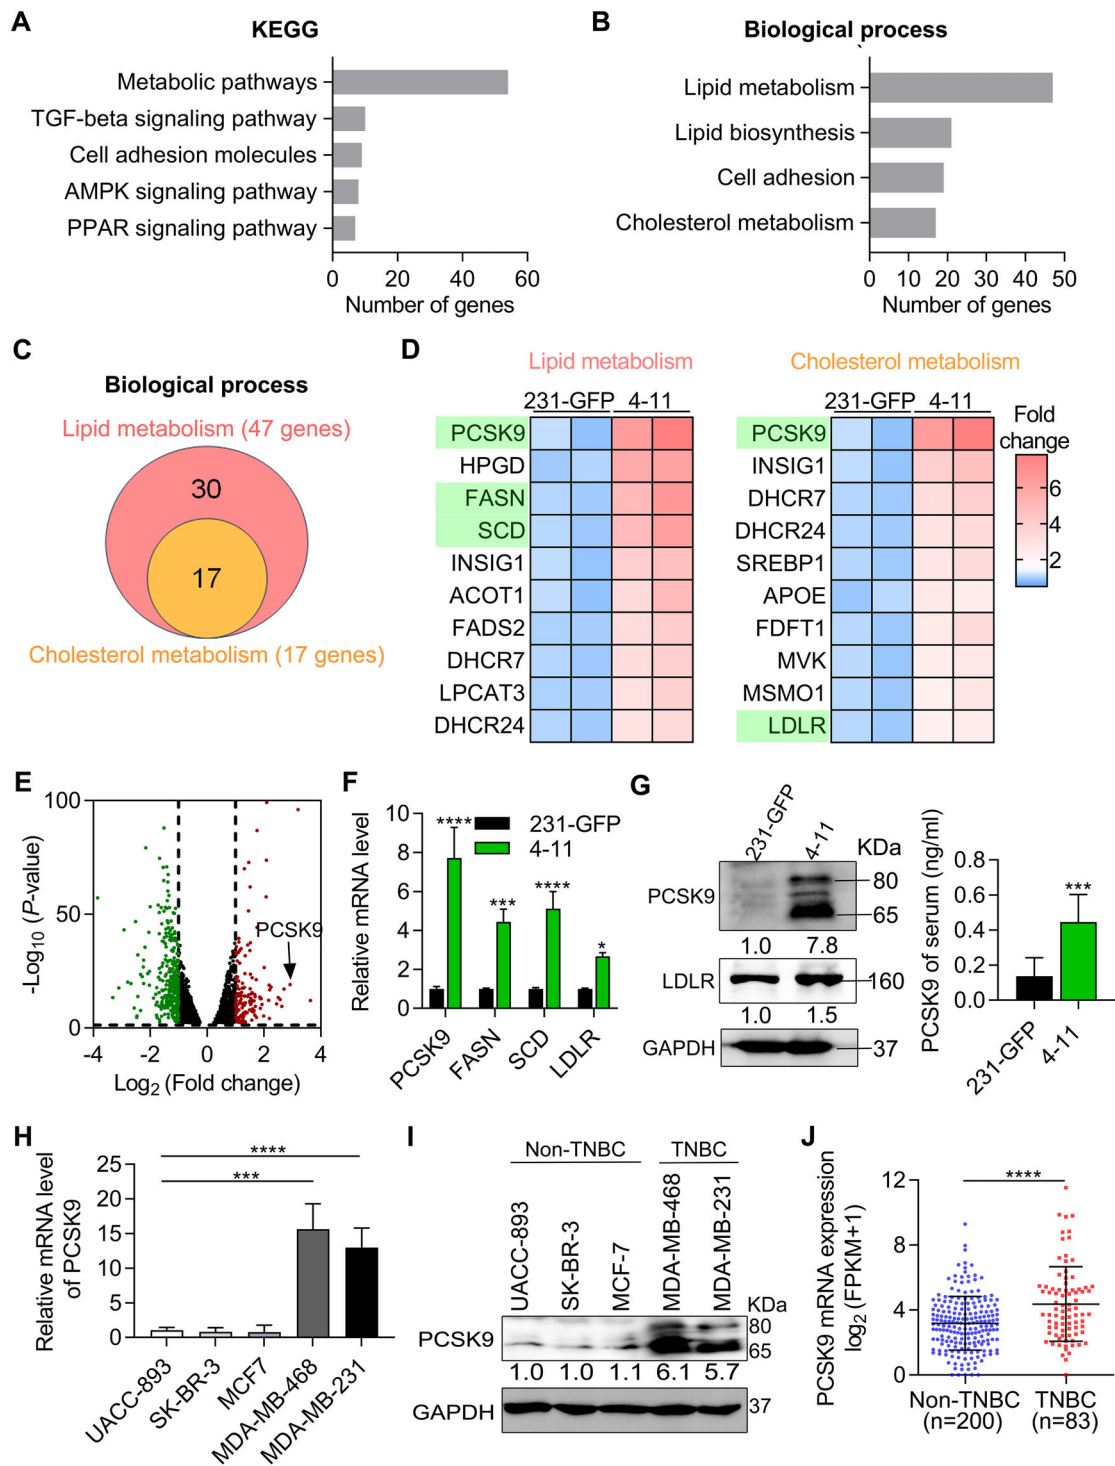 A
KEGG
Metabolic pathways
TGF-beta signaling pathway
Cell adhesion molecules
AMPK signaling pathway
PPAR signaling pathway
0 20 40 60
Number of genes
B
Biological process
Lipid metabolism
Lipid biosynthesis
Cell adhesion
Cholesterol metabolism
0 10 20 30 40 50
Number of genes
C
Biological process
Lipid metabolism (47 genes)
30
17
Cholesterol metabolism (17 genes)
D
Lipid metabolism
231-GFP 4-11
PCSK9
HPGD
FASN
SCD
INSIG1
ACOT1
FADS2
DHCR7
LPCAT3
DHCR24
Cholesterol metabolism
231-GFP 4-11
PCSK9
INSIG1
DHCR7
DHCR24
SREBP1
APOE
FDFT1
MVK
MSMO1
LDLR
Fold
change
6
4
2
E
-Log10 (P-value)
100
50
0
PCSK9
-4 -2 0 2 4
Log2 (Fold change)
F
Relative mRNA level
10
8
6
4
2
0
231-GFP
4-11
**** *** **** *
PCSK9 FASN SCD LDLR
G
231-GFP 4-11 KDa
PCSK9 80
65
1.0 7.8
LDLR 160
1.0 1.5
GAPDH 37
PCSK9 of serum (ng/ml)
0.8
0.6
0.4
0.2
0.0
***
231-GFP 4-11
H
Relative mRNA level
of PCSK9
25
20
15
10
5
0
****
***
UACC-893 SK-BR-3 MCF7 MDA-MB-468 MDA-MB-231
I
Non-TNBC TNBC
UACC-893 SK-BR-3 MCF-7 MDA-MB-468 MDA-MB-231
KDa
PCSK9 80
65
1.0 1.0 1.1 6.1 5.7
GAPDH 37
J
PCSK9 mRNA expression
log2 (FPKM+1)
12
8
4
0
****
Non-TNBC TNBC
(n=200) (n=83)